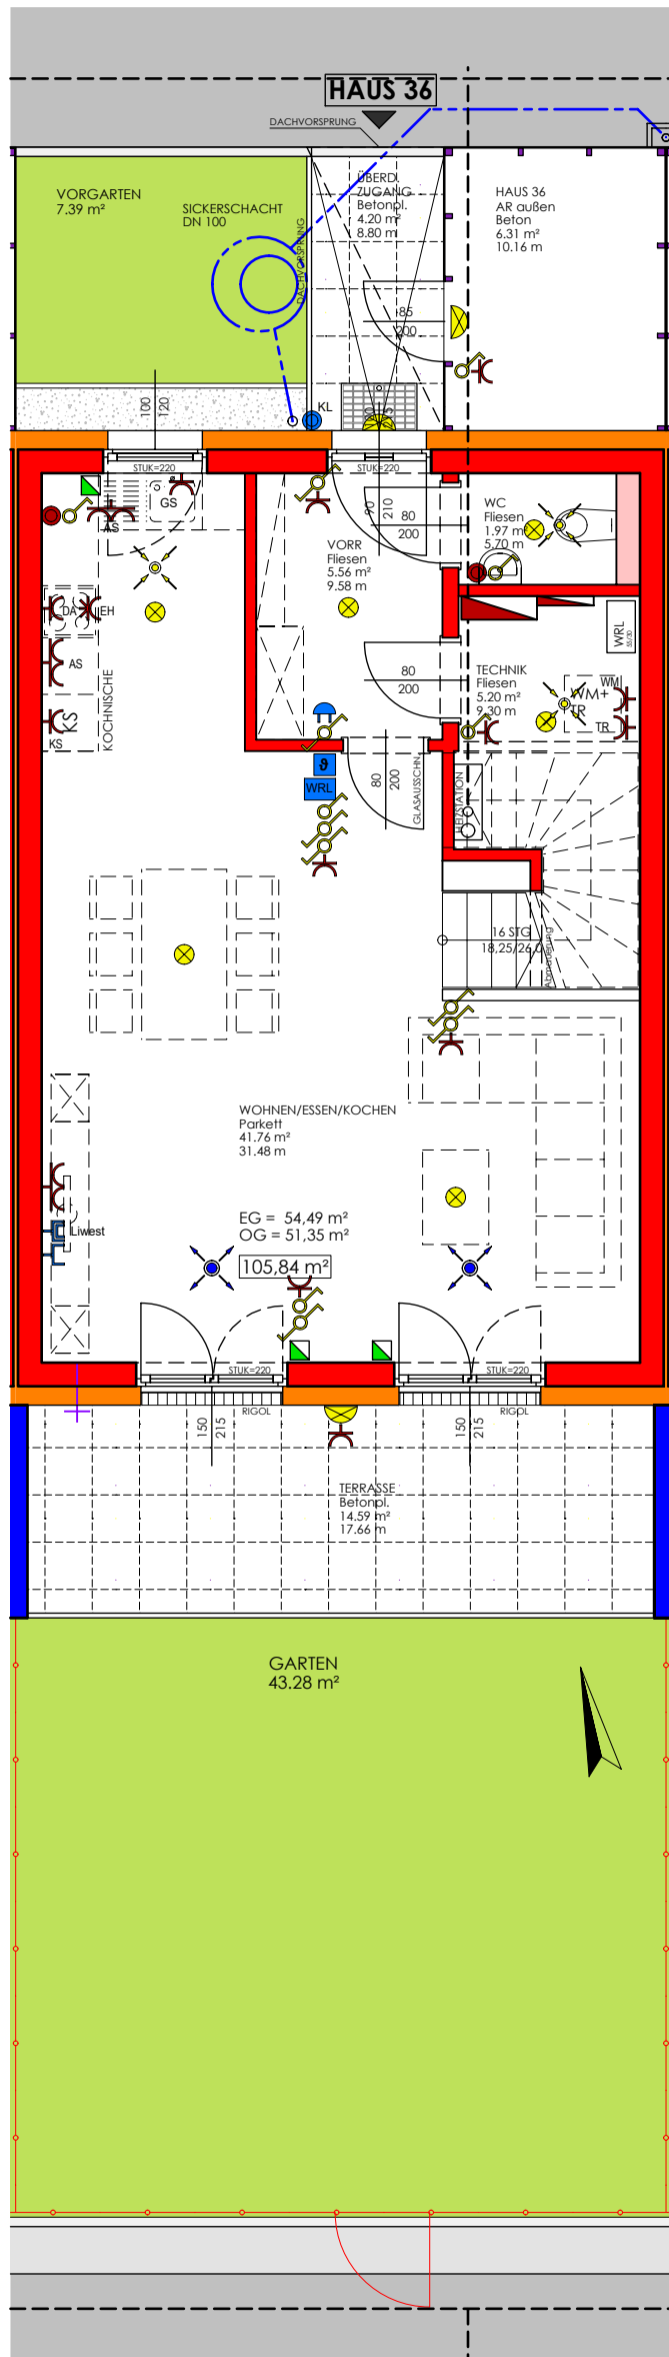 HAUS 36
DACHVORSPRUNG
VORGARTEN
7.39 m²
SICKERSCHACHT
DN 100
DACHVORSPRUNG
ÜBERD.
ZUGANG
Betonpl.
4.20 m²
8.80 m
HAUS 36
AR außen
Beton
6.31 m²
10.16 m
85
200
100
120
KL
STUK=220
STUK=220
GS
AS
90
210
80
200
WC
Fliesen
1.97 m²
5.70 m
VORR
Fliesen
5.56 m²
9.58 m
DA
EH
AS
KS
KS
KOCHNISCHE
80
200
TECHNIK
Fliesen
5.20 m²
9.30 m
WRL
WM
WM+
TR
TR
ϑ
WRL
80
200
GLASAUSSCHN.
HEIZSTATION
16 STG
18,25/26,0
Abmauerung
WOHNEN/ESSEN/KOCHEN
Parkett
41.76 m²
31.48 m
Liwest
EG = 54,49 m²
OG = 51,35 m²
105,84 m²
STUK=220
STUK=220
RIGOL
RIGOL
150
215
150
215
TERRASSE
Betonpl.
14.59 m²
17.66 m
GARTEN
43.28 m²